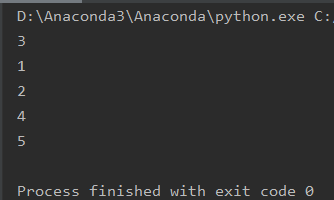 D:\Anaconda3\Anaconda\python.exe C:
3
1
2
4
5
Process finished with exit code 0